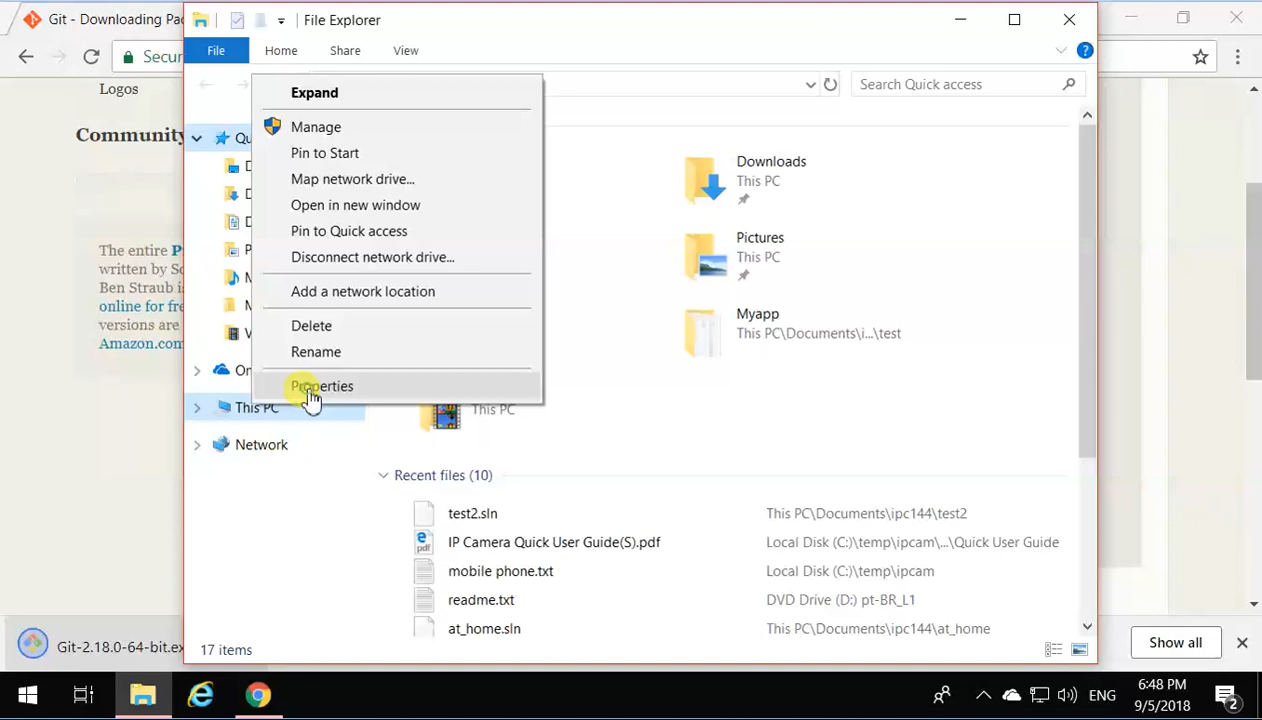 Git - Downloading Pac
File Explorer
File
Home
Share
View
?
Secur
Search Quick access
Logos
Community
Expand
Manage
Pin to Start
Map network drive...
Open in new window
Pin to Quick access
Disconnect network drive...
Add a network location
Delete
Rename
Properties
Qu
D
D
D
P
M
M
V
On
This PC
Network
Downloads
This PC
Pictures
This PC
Myapp
This PC\Documents\i...\test
This PC
The entire P
written by Sc
Ben Straub is
online for fre
versions are
Amazon.com
Recent files (10)
test2.sln This PC\Documents\ipc144\test2
IP Camera Quick User Guide(S).pdf Local Disk (C:)\temp\ipcam\...\Quick User Guide
pdf
mobile phone.txt Local Disk (C:)\temp\ipcam
readme.txt DVD Drive (D:) pt-BR_L1
at_home.sln This PC\Documents\ipc144\at_home
17 items
Git-2.18.0-64-bit.ex
Show all
ENG
6:48 PM
9/5/2018
2